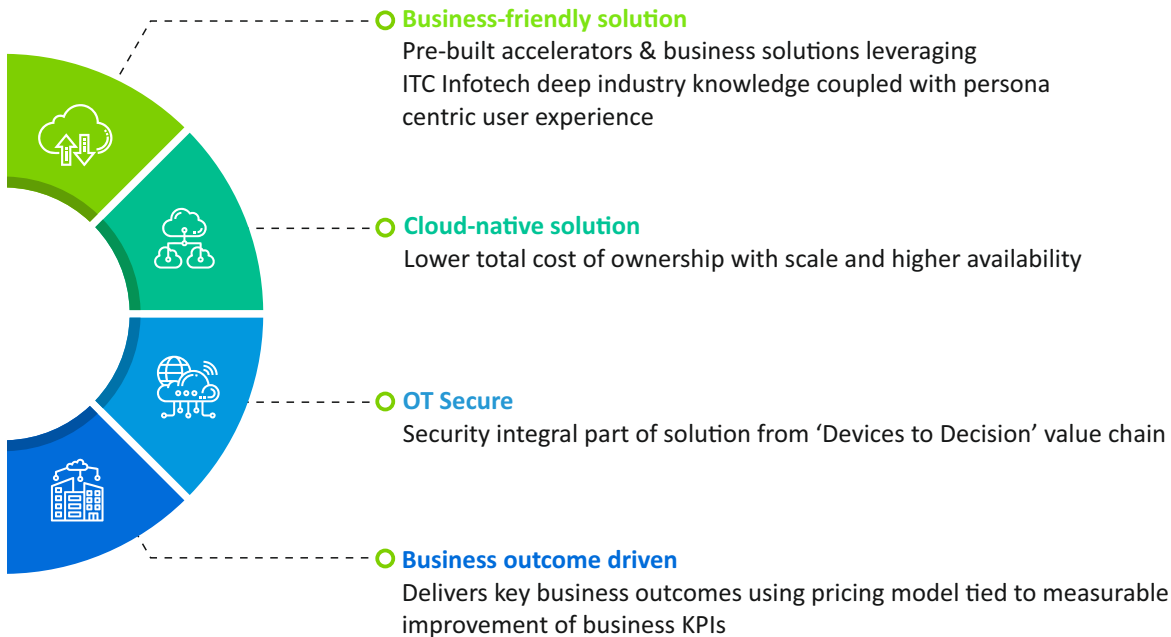 Business-friendly solution
Pre-built accelerators & business solutions leveraging
ITC Infotech deep industry knowledge coupled with persona
centric user experience
Cloud-native solution
Lower total cost of ownership with scale and higher availability
OT Secure
Security integral part of solution from ‘Devices to Decision’ value chain
Business outcome driven
Delivers key business outcomes using pricing model tied to measurable
improvement of business KPIs